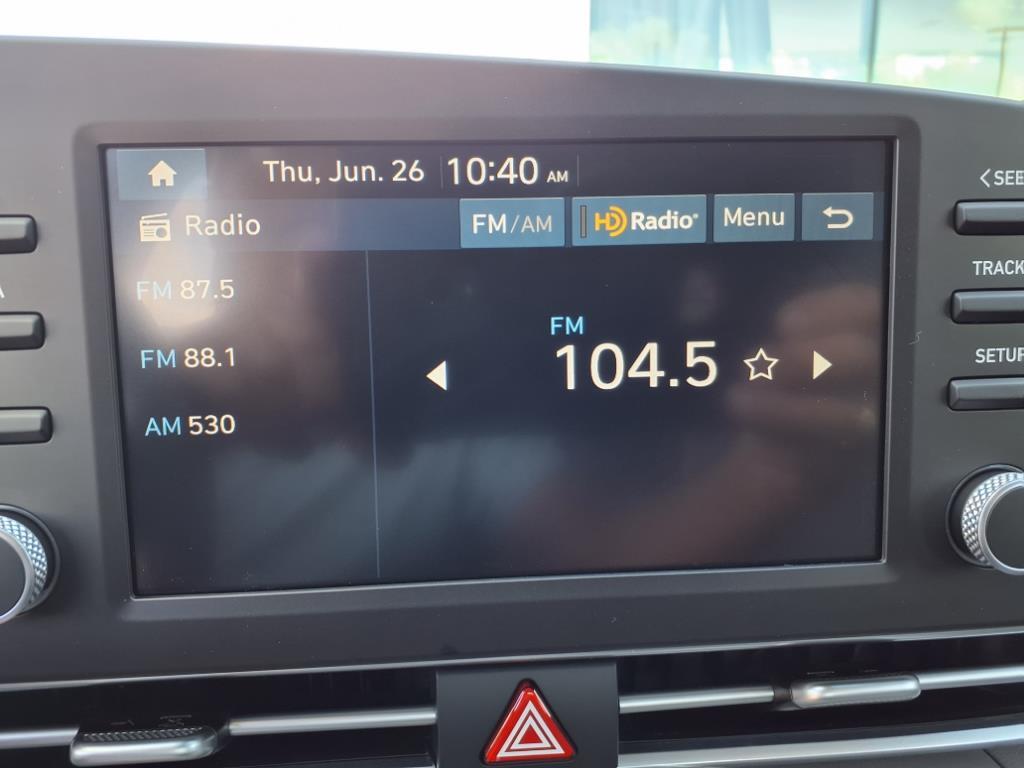 Thu, Jun. 26 10:40 AM
Radio FM/AM HD Radio® Menu
FM 87.5
FM 88.1
AM 530
FM
104.5
TRACK
SETUP